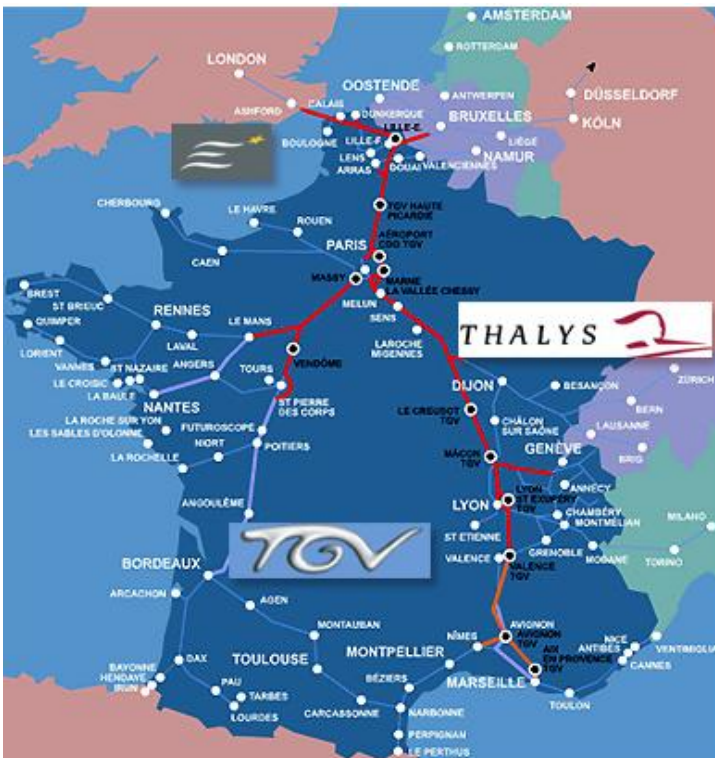 AMSTERDAM
ROTTERDAM
LONDON
OOSTENDE
ANTWERPEN
DÜSSELDORF
ASHFORD
CALAIS
DUNKERQUE
BRUXELLES
KÖLN
LILLE-E.
BOULOGNE
LILLE-F.
LIÈGE
LENS
DOUAI
VALENCIENNES
NAMUR
ARRAS
CHERBOURG
LE HAVRE
TGV HAUTE
PICARDIE
ROUEN
AÉROPORT
CDG TGV
CAEN
PARIS
MASSY
MARNE
LA VALLÉE CHESSY
BREST
ST BRIEUC
RENNES
MELUN
SENS
THALYS
QUIMPER
LE MANS
LAROCHE
MIGENNES
LAVAL
LORIENT
VANNES
ST NAZAIRE
ANGERS
TOURS
VENDÔME
DIJON
BESANÇON
ZÜRICH
LE CROISIC
LA BAULE
NANTES
ST PIERRE
DES CORPS
LE CREUSOT
TGV
CHÂLON
SUR SAÔNE
BERN
LAUSANNE
LA ROCHE SUR YON
FUTUROSCOPE
LES SABLES D'OLONNE
NIORT
POITIERS
GENÈVE
BRIG
LA ROCHELLE
MÂCON
TGV
ANNÉCY
LYON
LYON
ST EXUPÉRY
TGV
ANGOULÊME
CHAMBÉRY
MONTMÉLIAN
MILANO
ST ETIENNE
TGV
GRENOBLE
MODANE
TORINO
VALENCE
VALENCE
TGV
BORDEAUX
ARCACHON
AGEN
MONTAUBAN
AVIGNON
AVIGNON
TGV
NICE
ANTIBES
VENTIMIGLIA
CANNES
NÎMES
MONTPELLIER
AIX
EN PROVENCE
TGV
TOULOUSE
DAX
BAYONNE
HENDAYE
IRUN
BÉZIERS
MARSEILLE
PAU
TARBES
LOURDES
CARCASSONNE
NARBONNE
TOULON
PERPIGNAN
LE PERTHUS